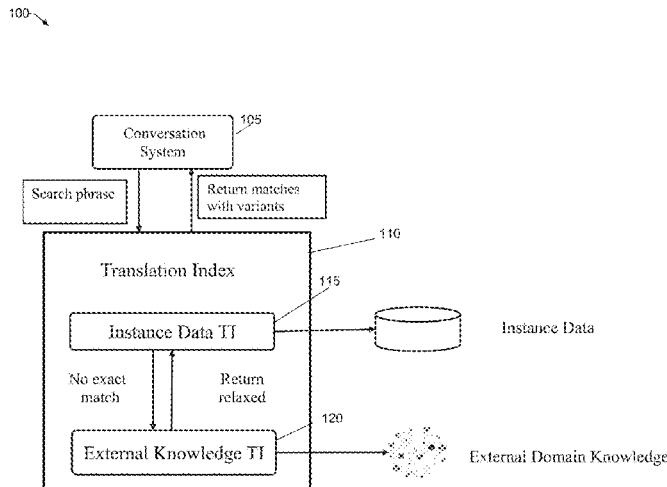 100
105
Conversation
System
Search phrase
Return matches
with variants
110
Translation Index
115
Instance Data TI
Instance Data
No exact
match
Return
relaxed
120
External Knowledge TI
External Domain Knowledge